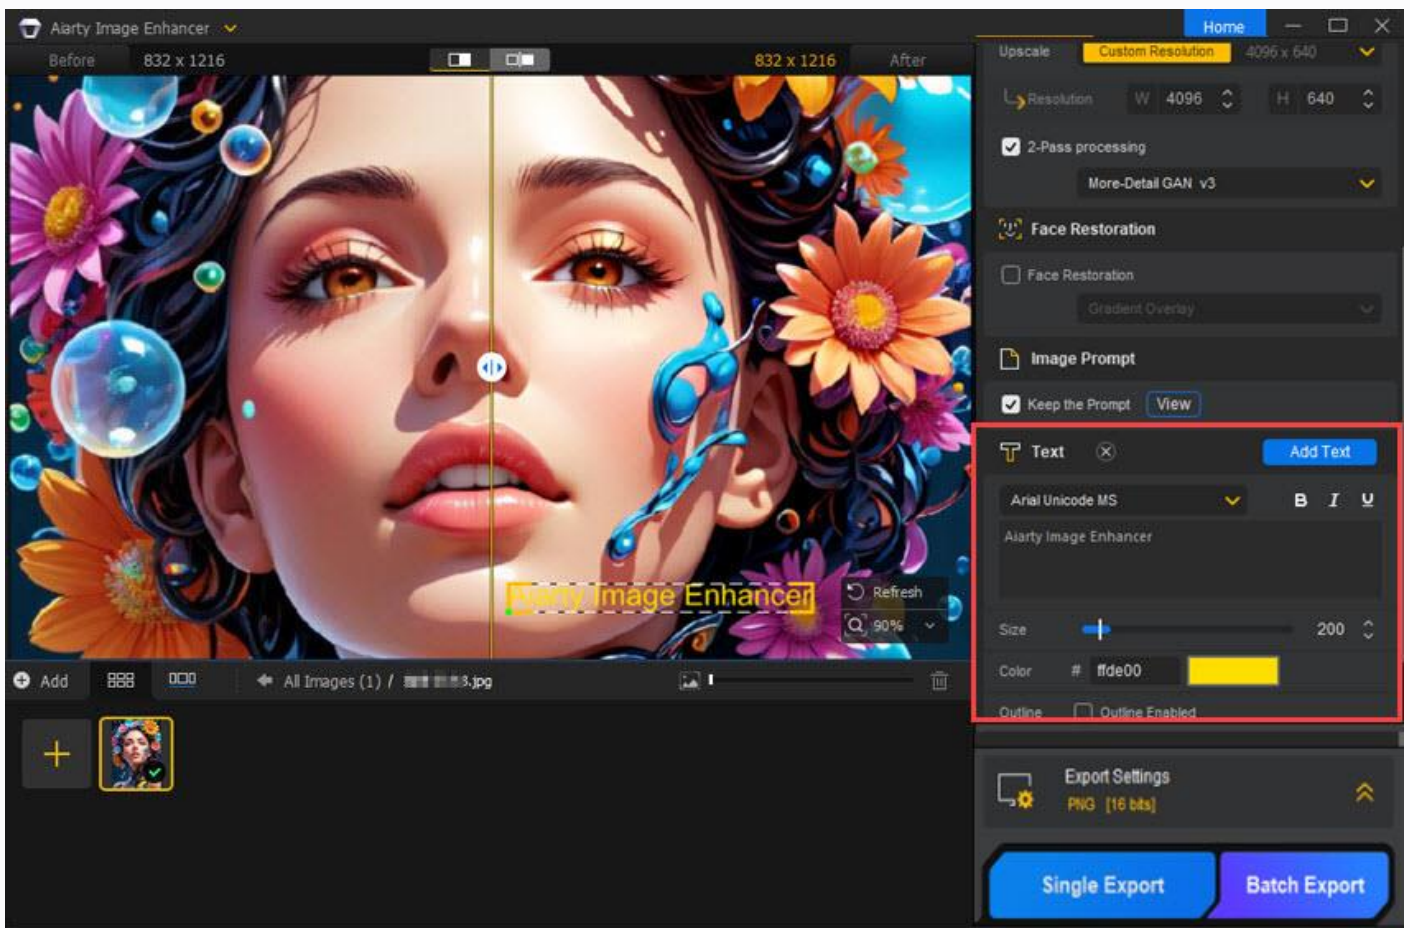 Aiarty Image Enhancer
Home
Before 832 x 1216 832 x 1216 After
Upscale Custom Resolution 4096 x 640
Resolution W 4096 H 640
2-Pass processing
More-Detail GAN v3
Face Restoration
Face Restoration
Gradient Overlay
Image Prompt
Keep the Prompt View
Text Add Text
Arial Unicode MS B I U
Aiarty Image Enhancer
Aiarty Image Enhancer
Refresh
90%
Size 200
Color # ffde00
Outline Outline Enabled
Add All Images (1) / 3.jpg
Export Settings
PNG [16 bits]
Single Export Batch Export